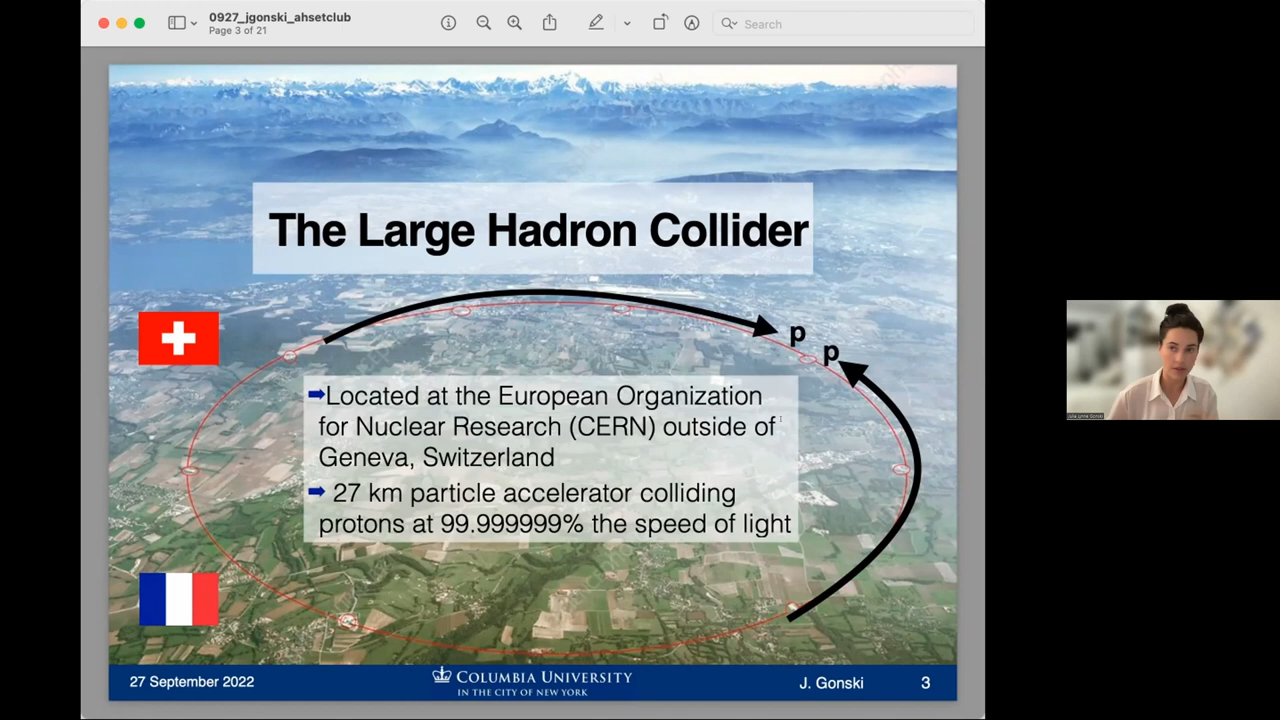 0927_jgonski_ahsetclub
Page 3 of 21
Search
The Large Hadron Collider
p
p
➡Located at the European Organization
for Nuclear Research (CERN) outside of
Geneva, Switzerland
➡ 27 km particle accelerator colliding
protons at 99.999999% the speed of light
27 September 2022
COLUMBIA UNIVERSITY
IN THE CITY OF NEW YORK
J. Gonski
3